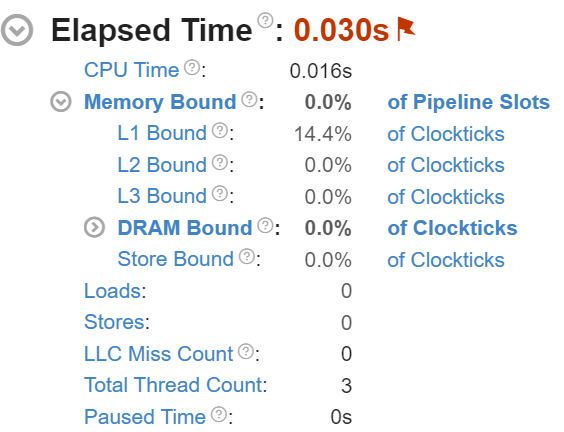 Elapsed Time ?: 0.030s
CPU Time ?: 0.016s
Memory Bound ?: 0.0% of Pipeline Slots
L1 Bound ?: 14.4% of Clockticks
L2 Bound ?: 0.0% of Clockticks
L3 Bound ?: 0.0% of Clockticks
DRAM Bound ?: 0.0% of Clockticks
Store Bound ?: 0.0% of Clockticks
Loads: 0
Stores: 0
LLC Miss Count ?: 0
Total Thread Count: 3
Paused Time ?: 0s